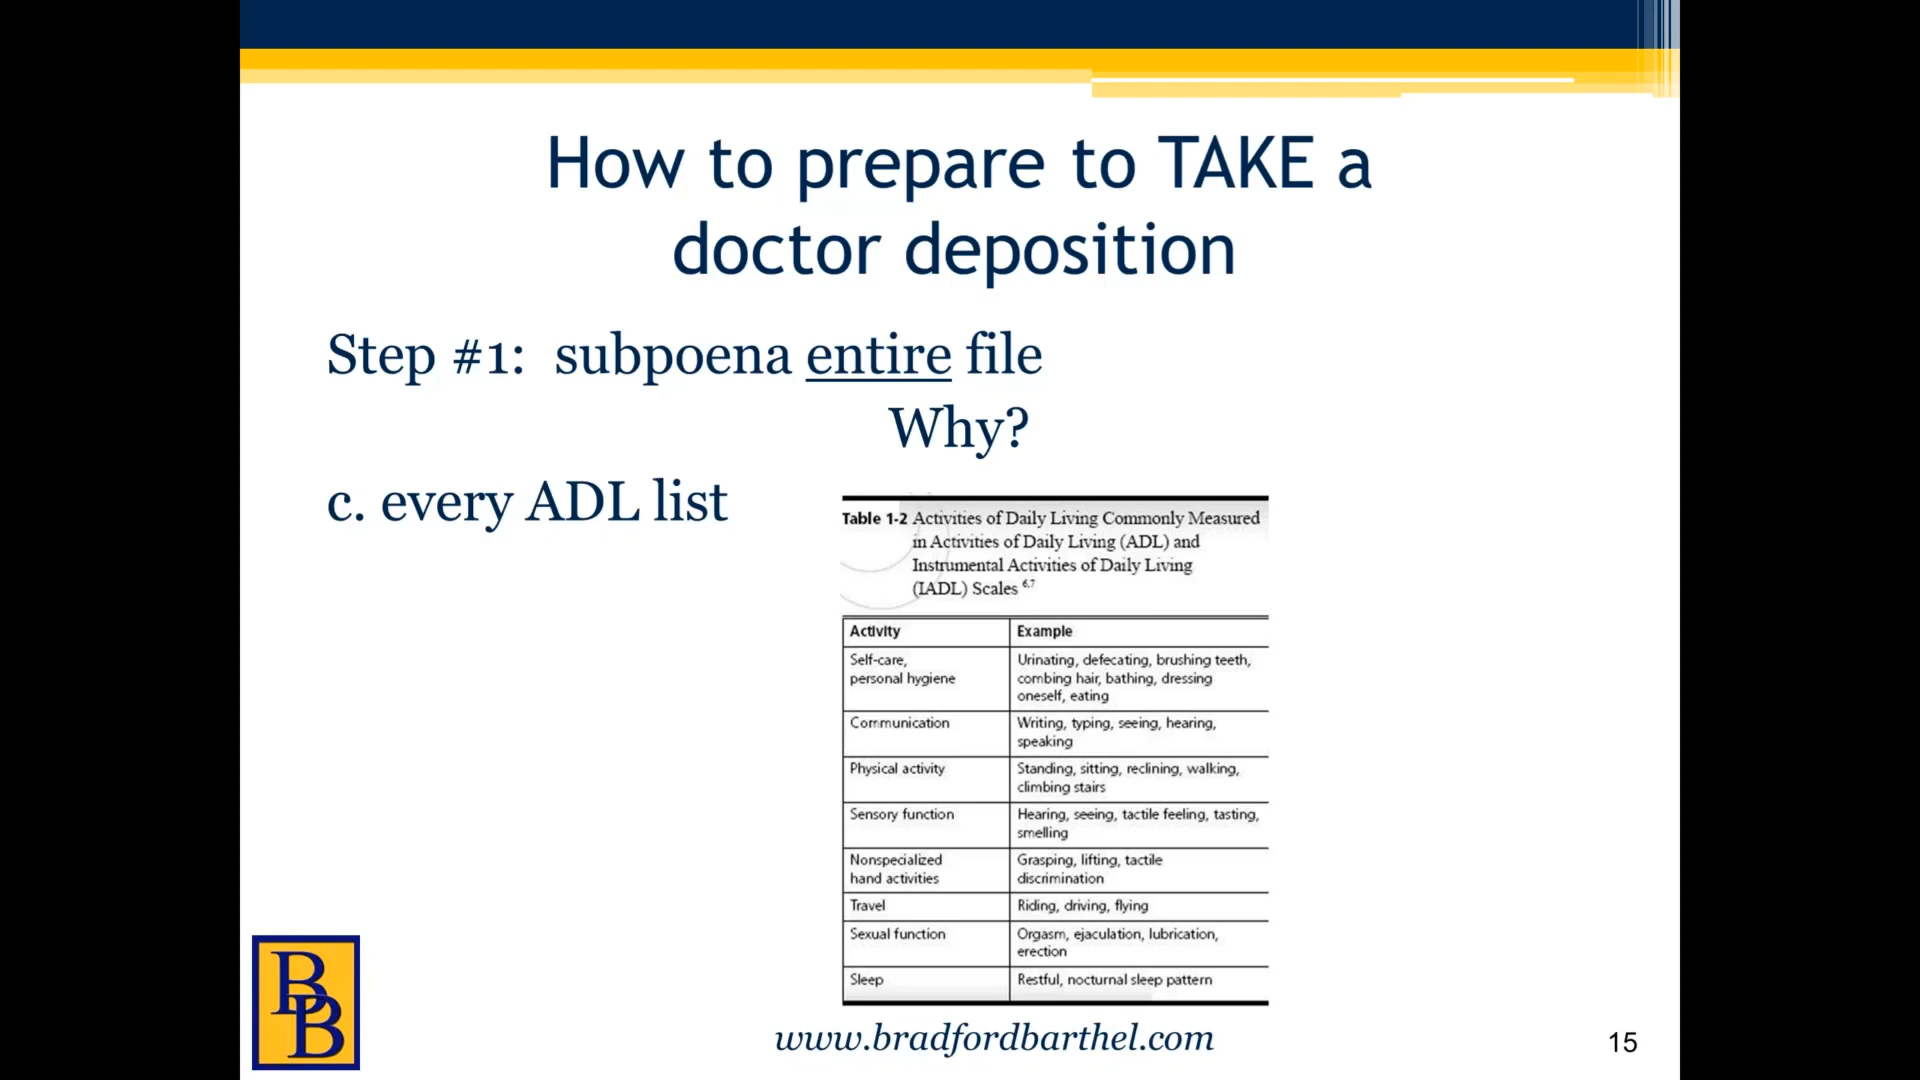 How to prepare to TAKE a
doctor deposition
Step #1: subpoena entire file
Why?
c. every ADL list
Table 1-2 Activities of Daily Living Commonly Measured
in Activities of Daily Living (ADL) and
Instrumental Activities of Daily Living
(IADL) Scales 6,7
Activity Example
Self-care, Urinating, defecating, brushing teeth,
personal hygiene combing hair, bathing, dressing
oneself, eating
Communication Writing, typing, seeing, hearing,
speaking
Physical activity Standing, sitting, reclining, walking,
climbing stairs
Sensory function Hearing, seeing, tactile feeling, tasting,
smelling
Nonspecialized Grasping, lifting, tactile
hand activities discrimination
Travel Riding, driving, flying
Sexual function Orgasm, ejaculation, lubrication,
erection
Sleep Restful, nocturnal sleep pattern
BB
www.bradfordbarthel.com
15